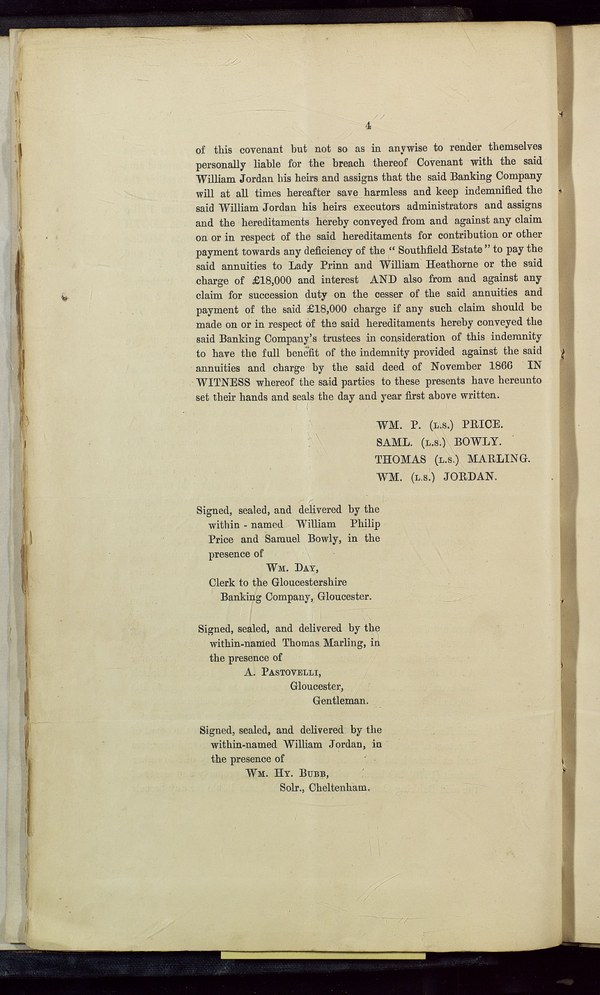 4
of this covenant but not so as in anywise to render themselves
personally liable for the breach thereof Covenant with the said
William Jordan his heirs and assigns that the said Banking Company
will at all times hereafter save harmless and keep indemnified the
said William Jordan his heirs executors administrators and assigns
and the hereditaments hereby conveyed from and against any claim
on or in respect of the said hereditaments for contribution or other
payment towards any deficiency of the “ Southfield Estate ” to pay the
said annuities to Lady Prinn and William Heathorne or the said
charge of £18,000 and interest AND also from and against any
claim for succession duty on the cesser of the said annuities and
payment of the said £18,000 charge if any such claim should be
made on or in respect of the said hereditaments hereby conveyed the
said Banking Company’s trustees in consideration of this indemnity
to have the full benefit of the indemnity provided against the said
annuities and charge by the said deed of November 1866 IN
WITNESS whereof the said parties to these presents have hereunto
set their hands and seals the day and year first above written.
WM. P. (L.S.) PRICE.
SAML. (L.S.) BOWLY.
THOMAS (L.S.) MARLING.
WM. (L.S.) JORDAN.
Signed, sealed, and delivered by the
within - named William Philip
Price and Samuel Bowly, in the
presence of
WM. DAY,
Clerk to the Gloucestershire
Banking Company, Gloucester.
Signed, sealed, and delivered by the
within-named Thomas Marling, in
the presence of
A. PASTOVELLI,
Gloucester,
Gentleman.
Signed, sealed, and delivered by the
within-named William Jordan, in
the presence of
WM. HY. BUBB,
Solr., Cheltenham.